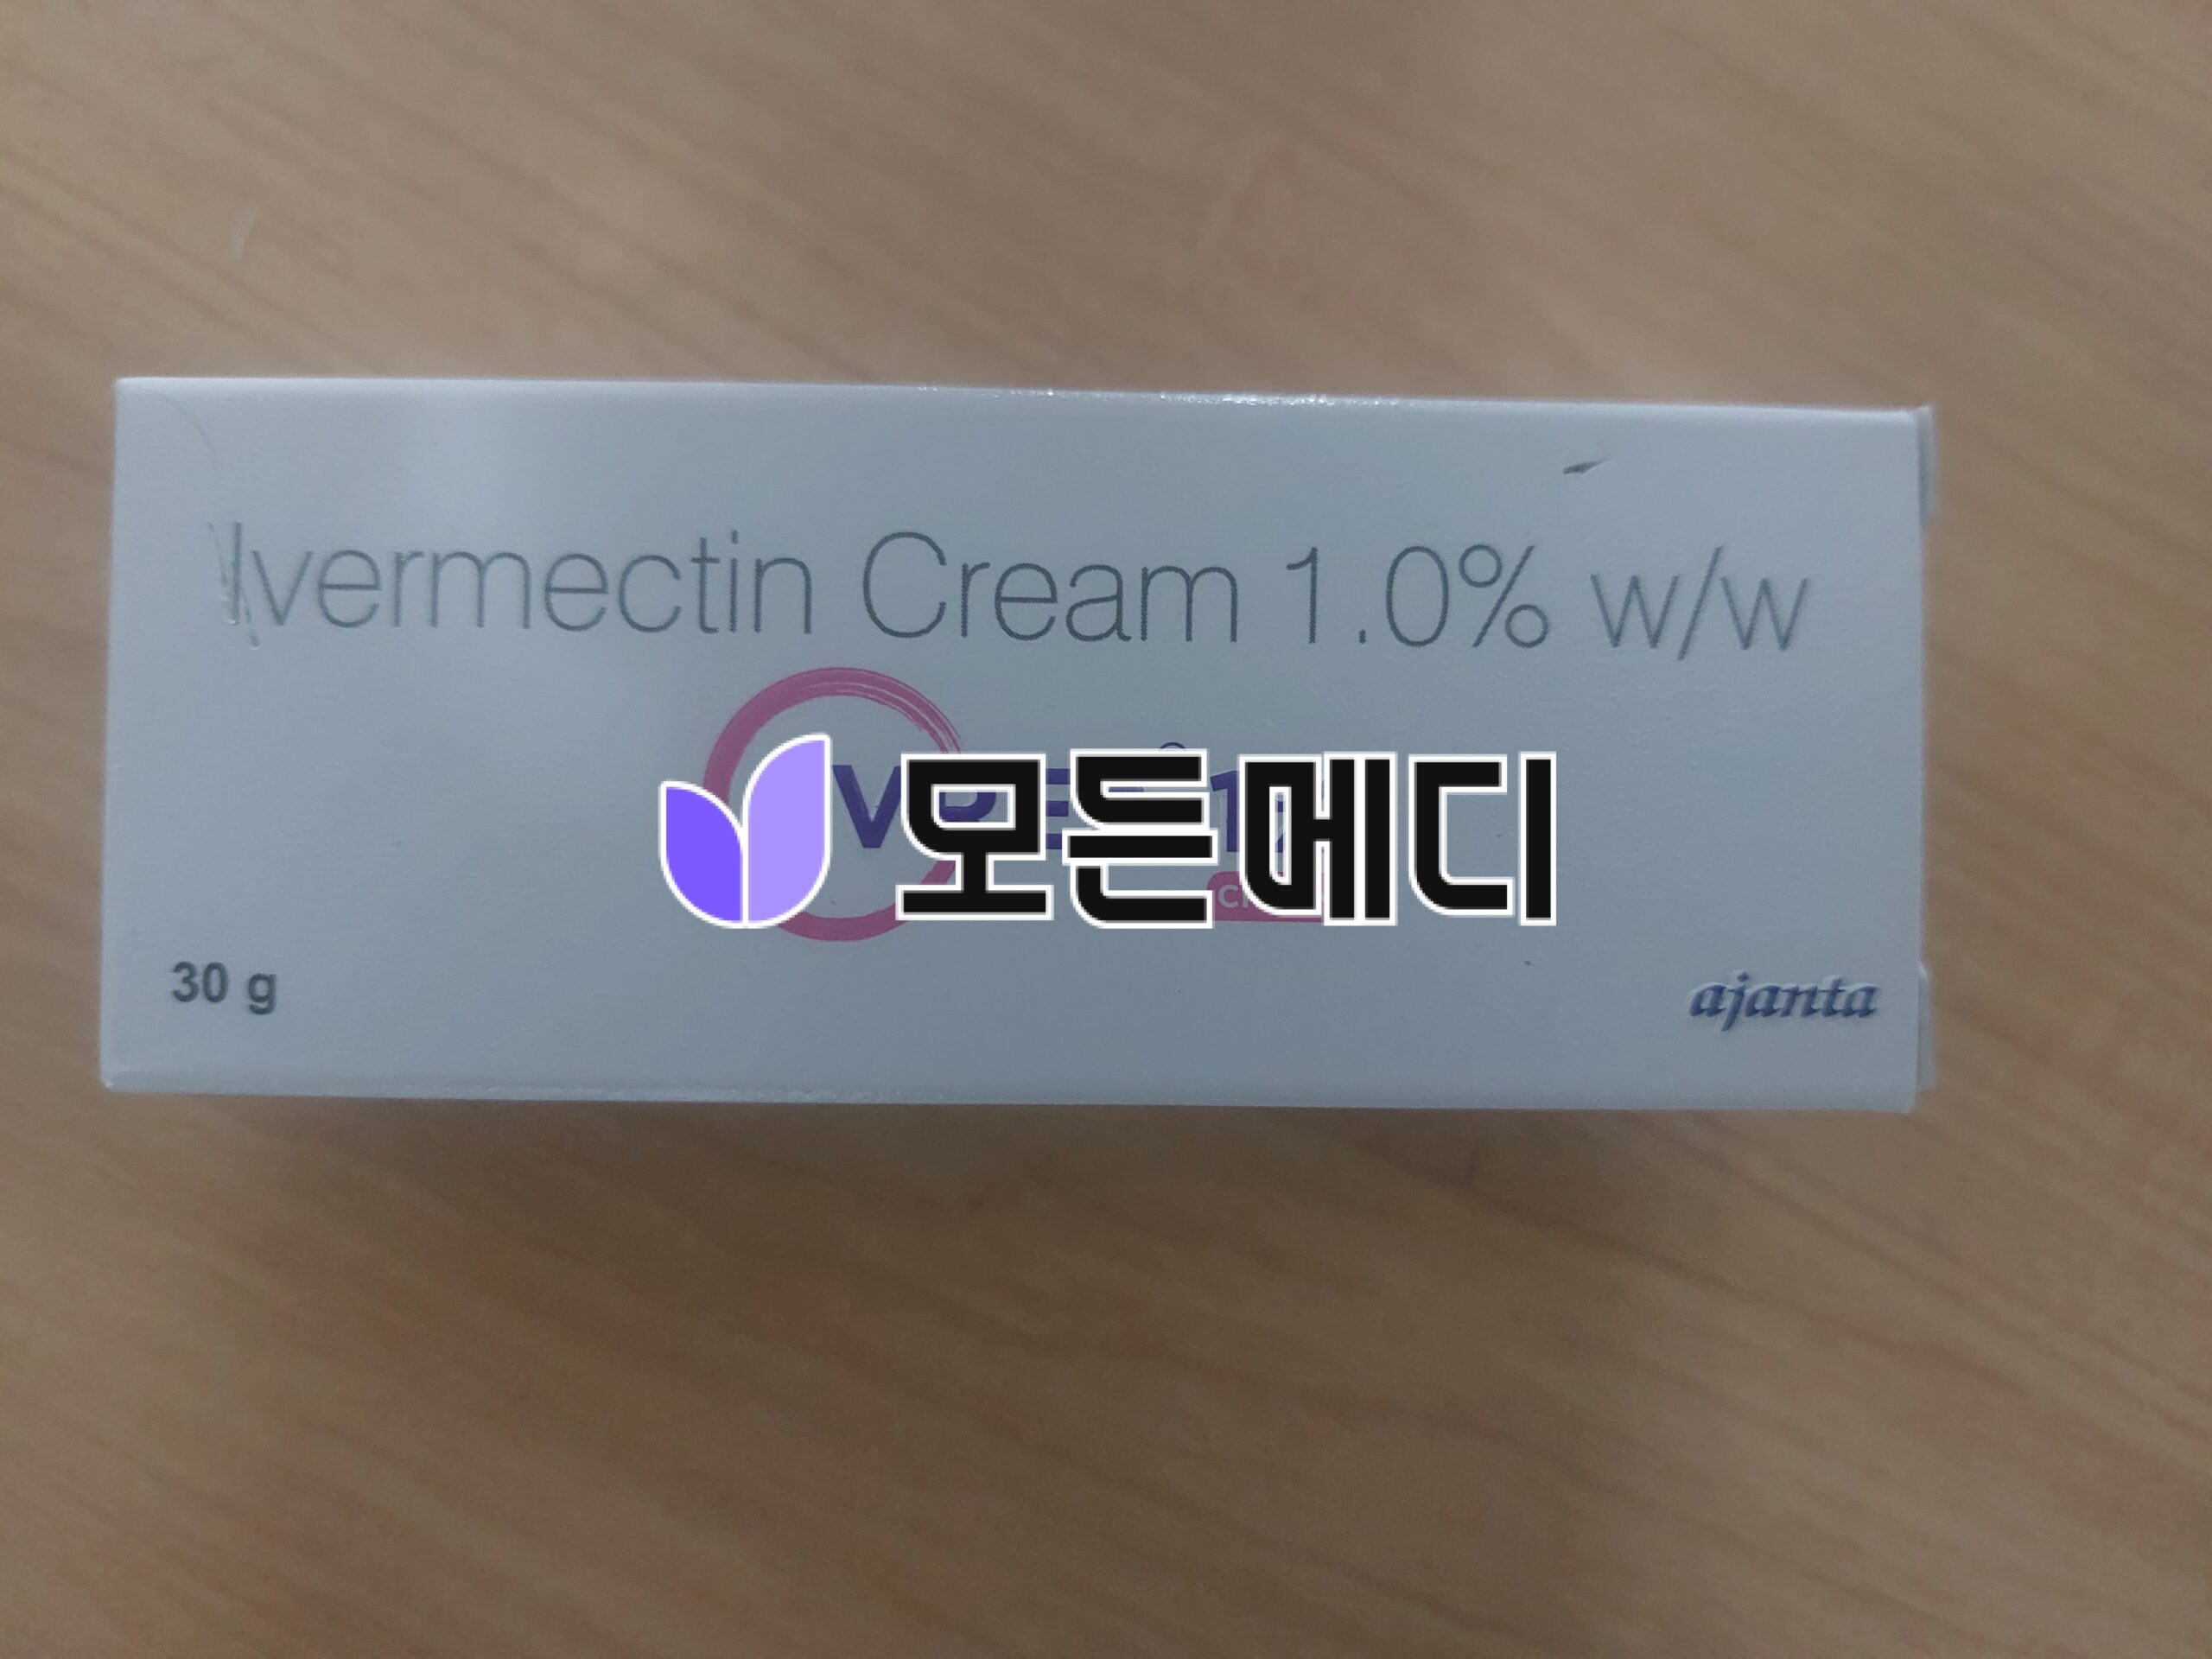 Ivermectin Cream 1.0% w/w
모든메디
30 g
ajanta